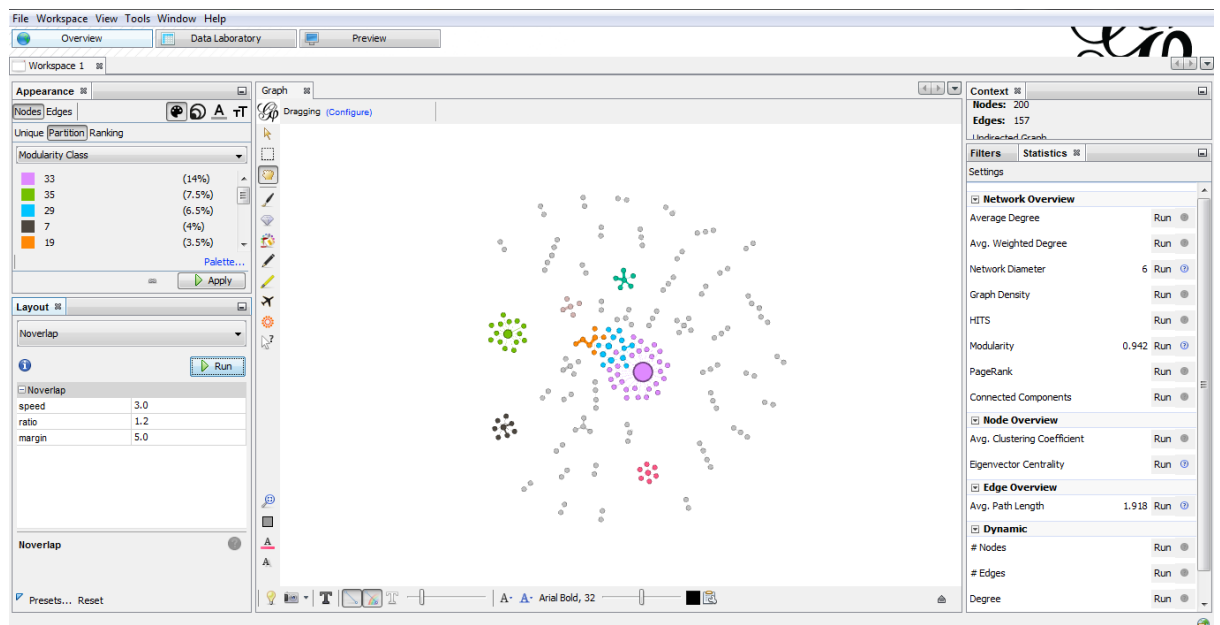 File Workspace View Tools Window Help
Overview Data Laboratory Preview
Workspace 1
Appearance
Nodes Edges
Unique Partition Ranking
Modularity Class
33 (14%)
35 (7.5%)
29 (6.5%)
7 (4%)
19 (3.5%)
Palette...
Apply
Layout
Noverlap
Run
Noverlap
speed 3.0
ratio 1.2
margin 5.0
Noverlap
Presets... Reset
Graph
Dragging (Configure)
A- A- Arial Bold, 32
Context
Nodes: 200
Edges: 157
Undirected Graph
Filters Statistics
Settings
Network Overview
Average Degree Run
Avg. Weighted Degree Run
Network Diameter 6 Run
Graph Density Run
HITS Run
Modularity 0.942 Run
PageRank Run
Connected Components Run
Node Overview
Avg. Clustering Coefficient Run
Eigenvector Centrality Run
Edge Overview
Avg. Path Length 1.918 Run
Dynamic
# Nodes Run
# Edges Run
Degree Run